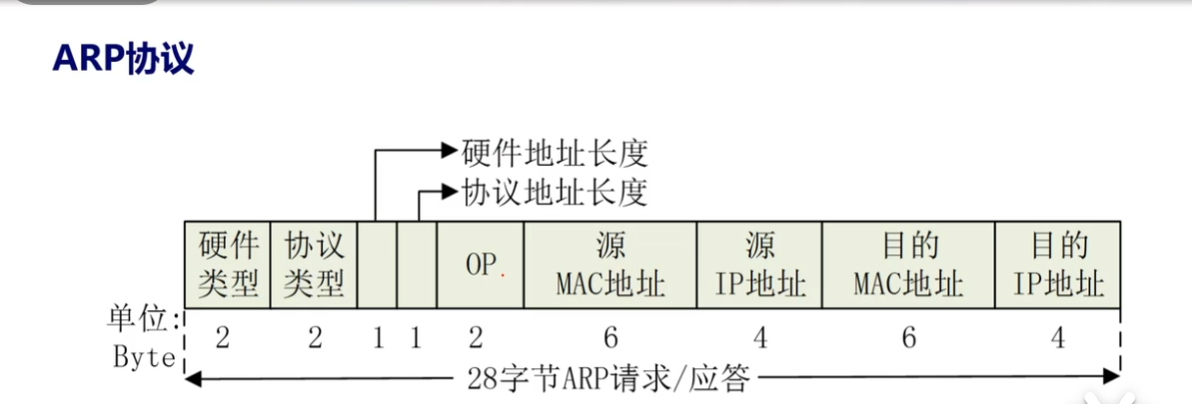 ARP协议
硬件地址长度
协议地址长度
硬件类型
协议类型
OP.
源MAC地址
源IP地址
目的MAC地址
目的IP地址
单位:Byte
2 2 1 1 2 6 4 6 4
28字节ARP请求/应答